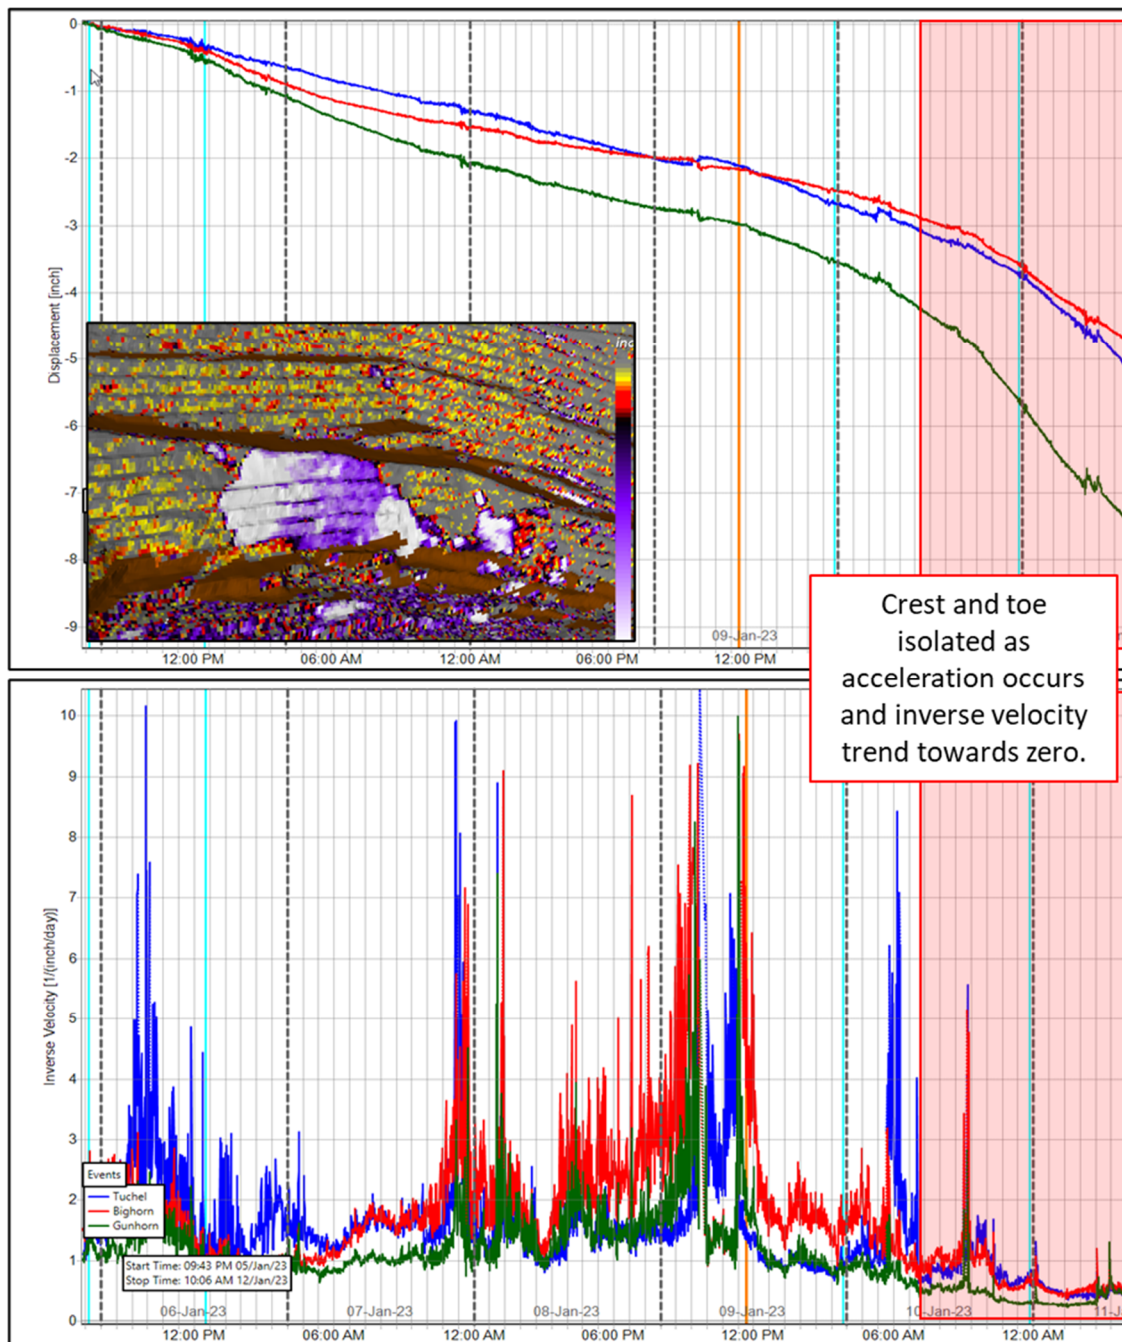 0
-1
-2
-3
-4
-5
-6
-7
-8
-9
Displacement [inch]
09-Jan-23
12:00 PM 06:00 AM 12:00 AM 06:00 PM 12:00 PM
Crest and toe
isolated as
acceleration occurs
and inverse velocity
trend towards zero.
10
9
8
7
6
5
4
3
2
1
0
Inverse Velocity [1/(inch/day)]
Events
Tuchel
Bighorn
Gunhorn
Start Time: 09:43 PM 05/Jan/23
Stop Time: 10:06 AM 12/Jan/23
06-Jan-23 07-Jan-23 08-Jan-23 09-Jan-23 10-Jan-23
12:00 PM 06:00 AM 12:00 AM 06:00 PM 12:00 PM 06:00 AM 12:00 AM